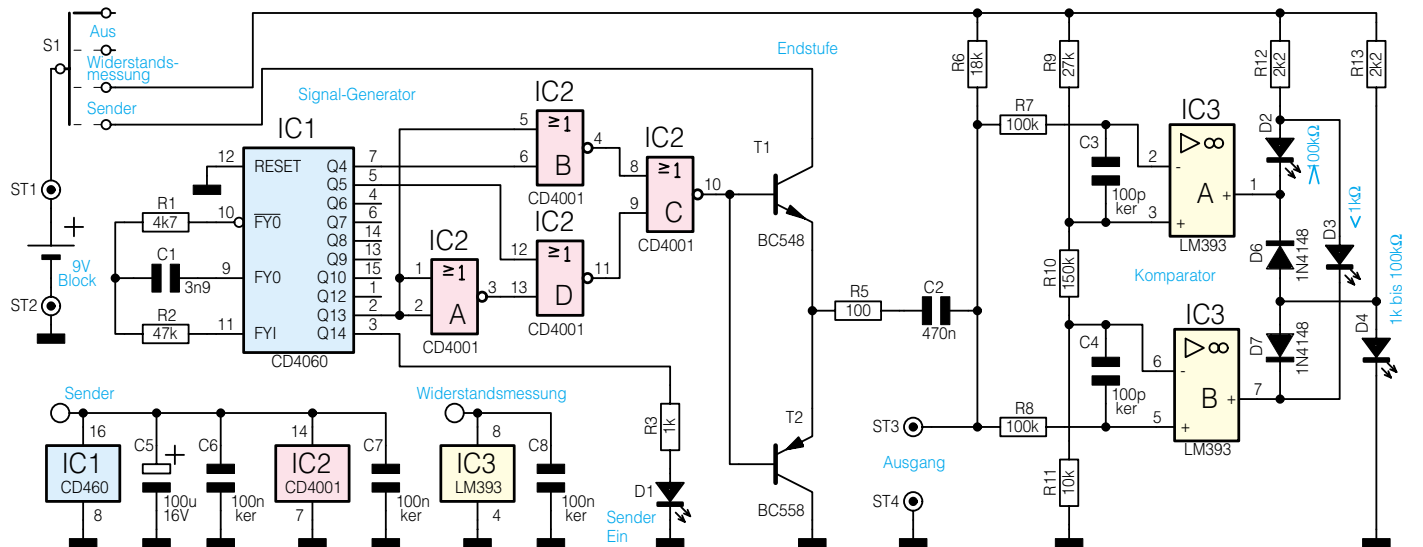 S1
Aus
Widerstands-
messung
Sender
ST1
+
9V
Block
ST2
Signal-Generator
IC1
12
RESET
10
FY0
9
FY0
11
FYI
Q4
7
Q5
5
Q6
4
Q7
6
Q8
14
Q9
13
Q10
15
Q12
1
Q13
2
Q14
3
CD4060
R1
4k7
C1
3n9
R2
47k
IC2
≥1
5
6
B
4
CD4001
IC2
≥1
1
2
A
3
CD4001
IC2
≥1
12
13
D
11
CD4001
IC2
≥1
8
9
C
10
CD4001
Endstufe
T1
BC548
T2
BC558
R5
100
C2
470n
R3
1k
D1
Sender
Ein
R6
18k
R9
27k
R12
2k2
R13
2k2
R7
100k
C3
100p
ker
R10
150k
C4
100p
ker
R8
100k
R11
10k
ST3
Ausgang
ST4
IC3
▷∞
2
-
3
+
A
+
1
LM393
Komparator
IC3
▷∞
6
-
5
+
B
+
7
LM393
D2
>100kΩ
D3
<1kΩ
D6
1N4148
D7
1N4148
D4
1k bis 100kΩ
Sender
16
IC1
CD460
8
C5
+
100u
16V
C6
100n
ker
14
IC2
CD4001
7
C7
100n
ker
Widerstandsmessung
8
IC3
LM393
4
C8
100n
ker